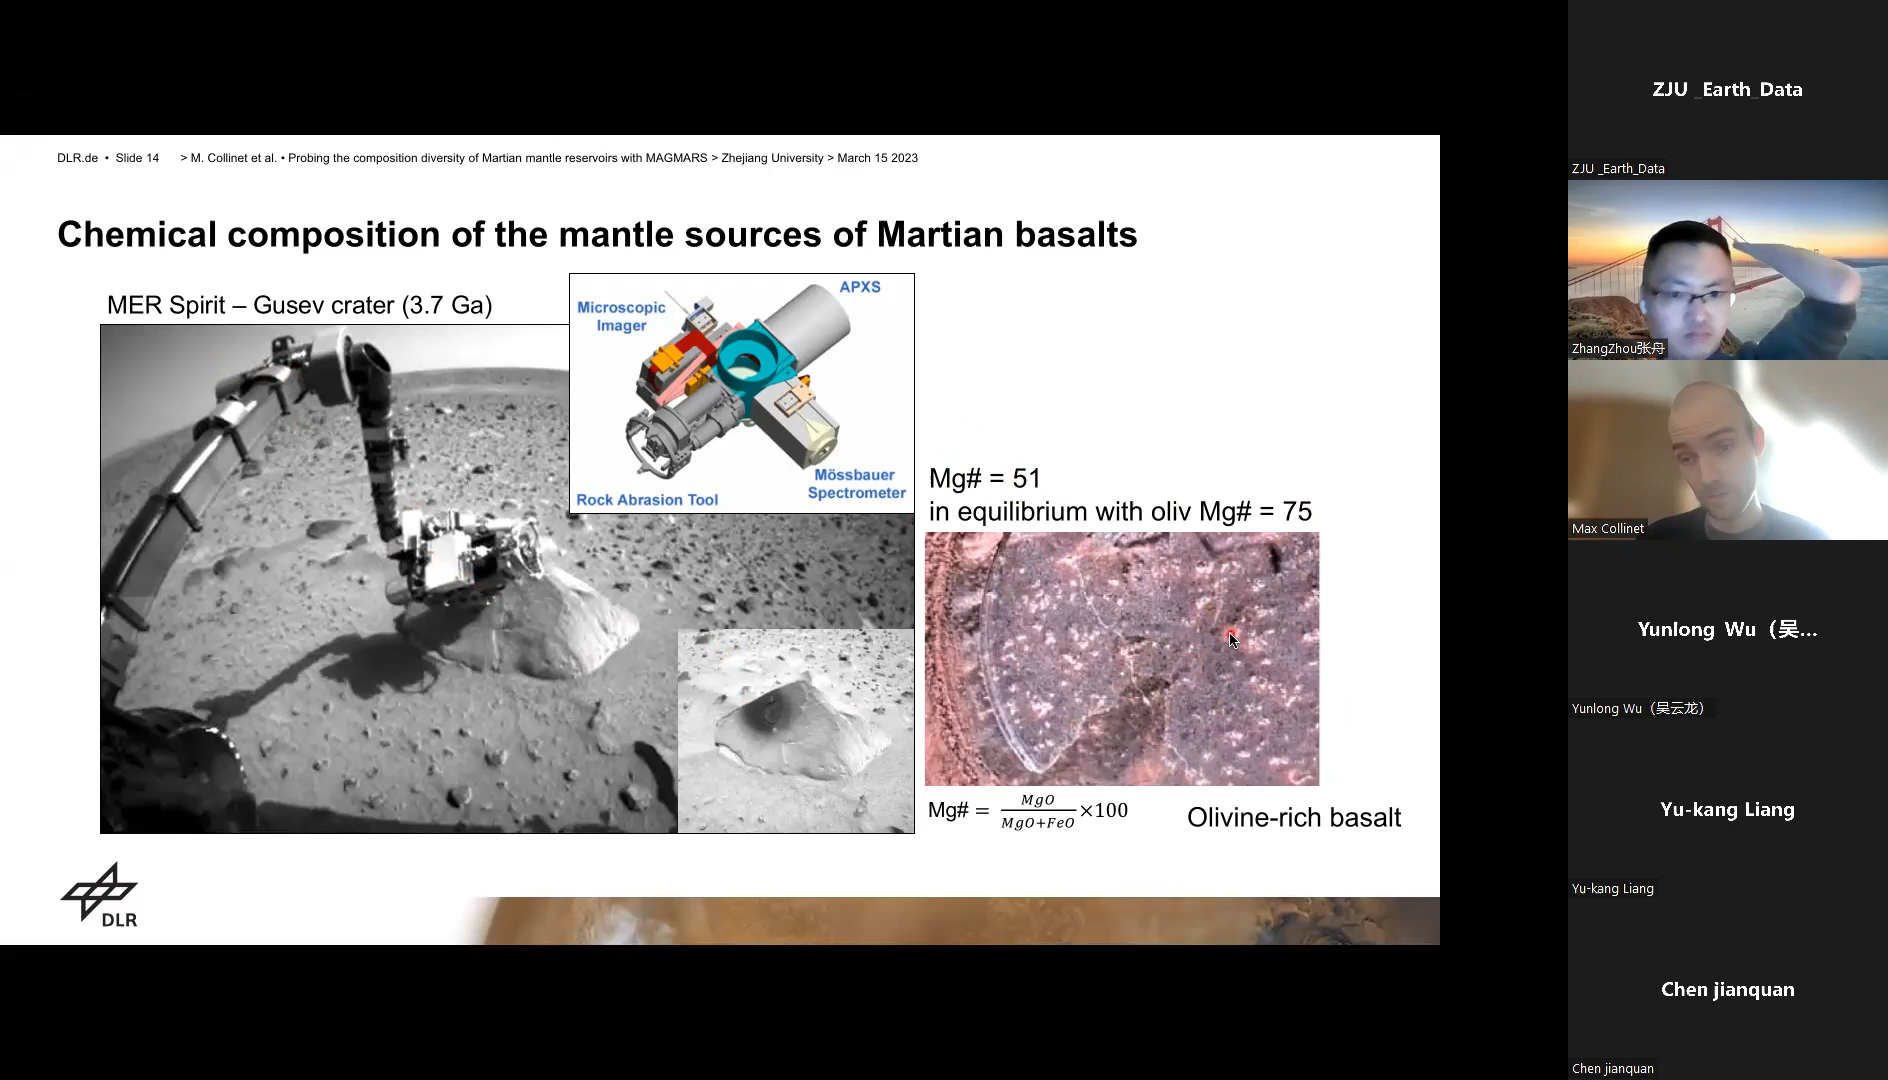 DLR.de • Slide 14 > M. Collinet et al. • Probing the composition diversity of Martian mantle reservoirs with MAGMARS > Zhejiang University > March 15 2023
Chemical composition of the mantle sources of Martian basalts
MER Spirit – Gusev crater (3.7 Ga)
APXS
Microscopic
Imager
Mössbauer
Spectrometer
Rock Abrasion Tool
Mg# = 51
in equilibrium with oliv Mg# = 75
Mg# = MgO / MgO+FeO ×100
Olivine-rich basalt
DLR
ZJU _Earth_Data
ZJU _Earth_Data
ZhangZhou张舟
Max Collinet
Yunlong Wu（吴...
Yunlong Wu（吴云龙）
Yu-kang Liang
Yu-kang Liang
Chen jianquan
Chen jianquan